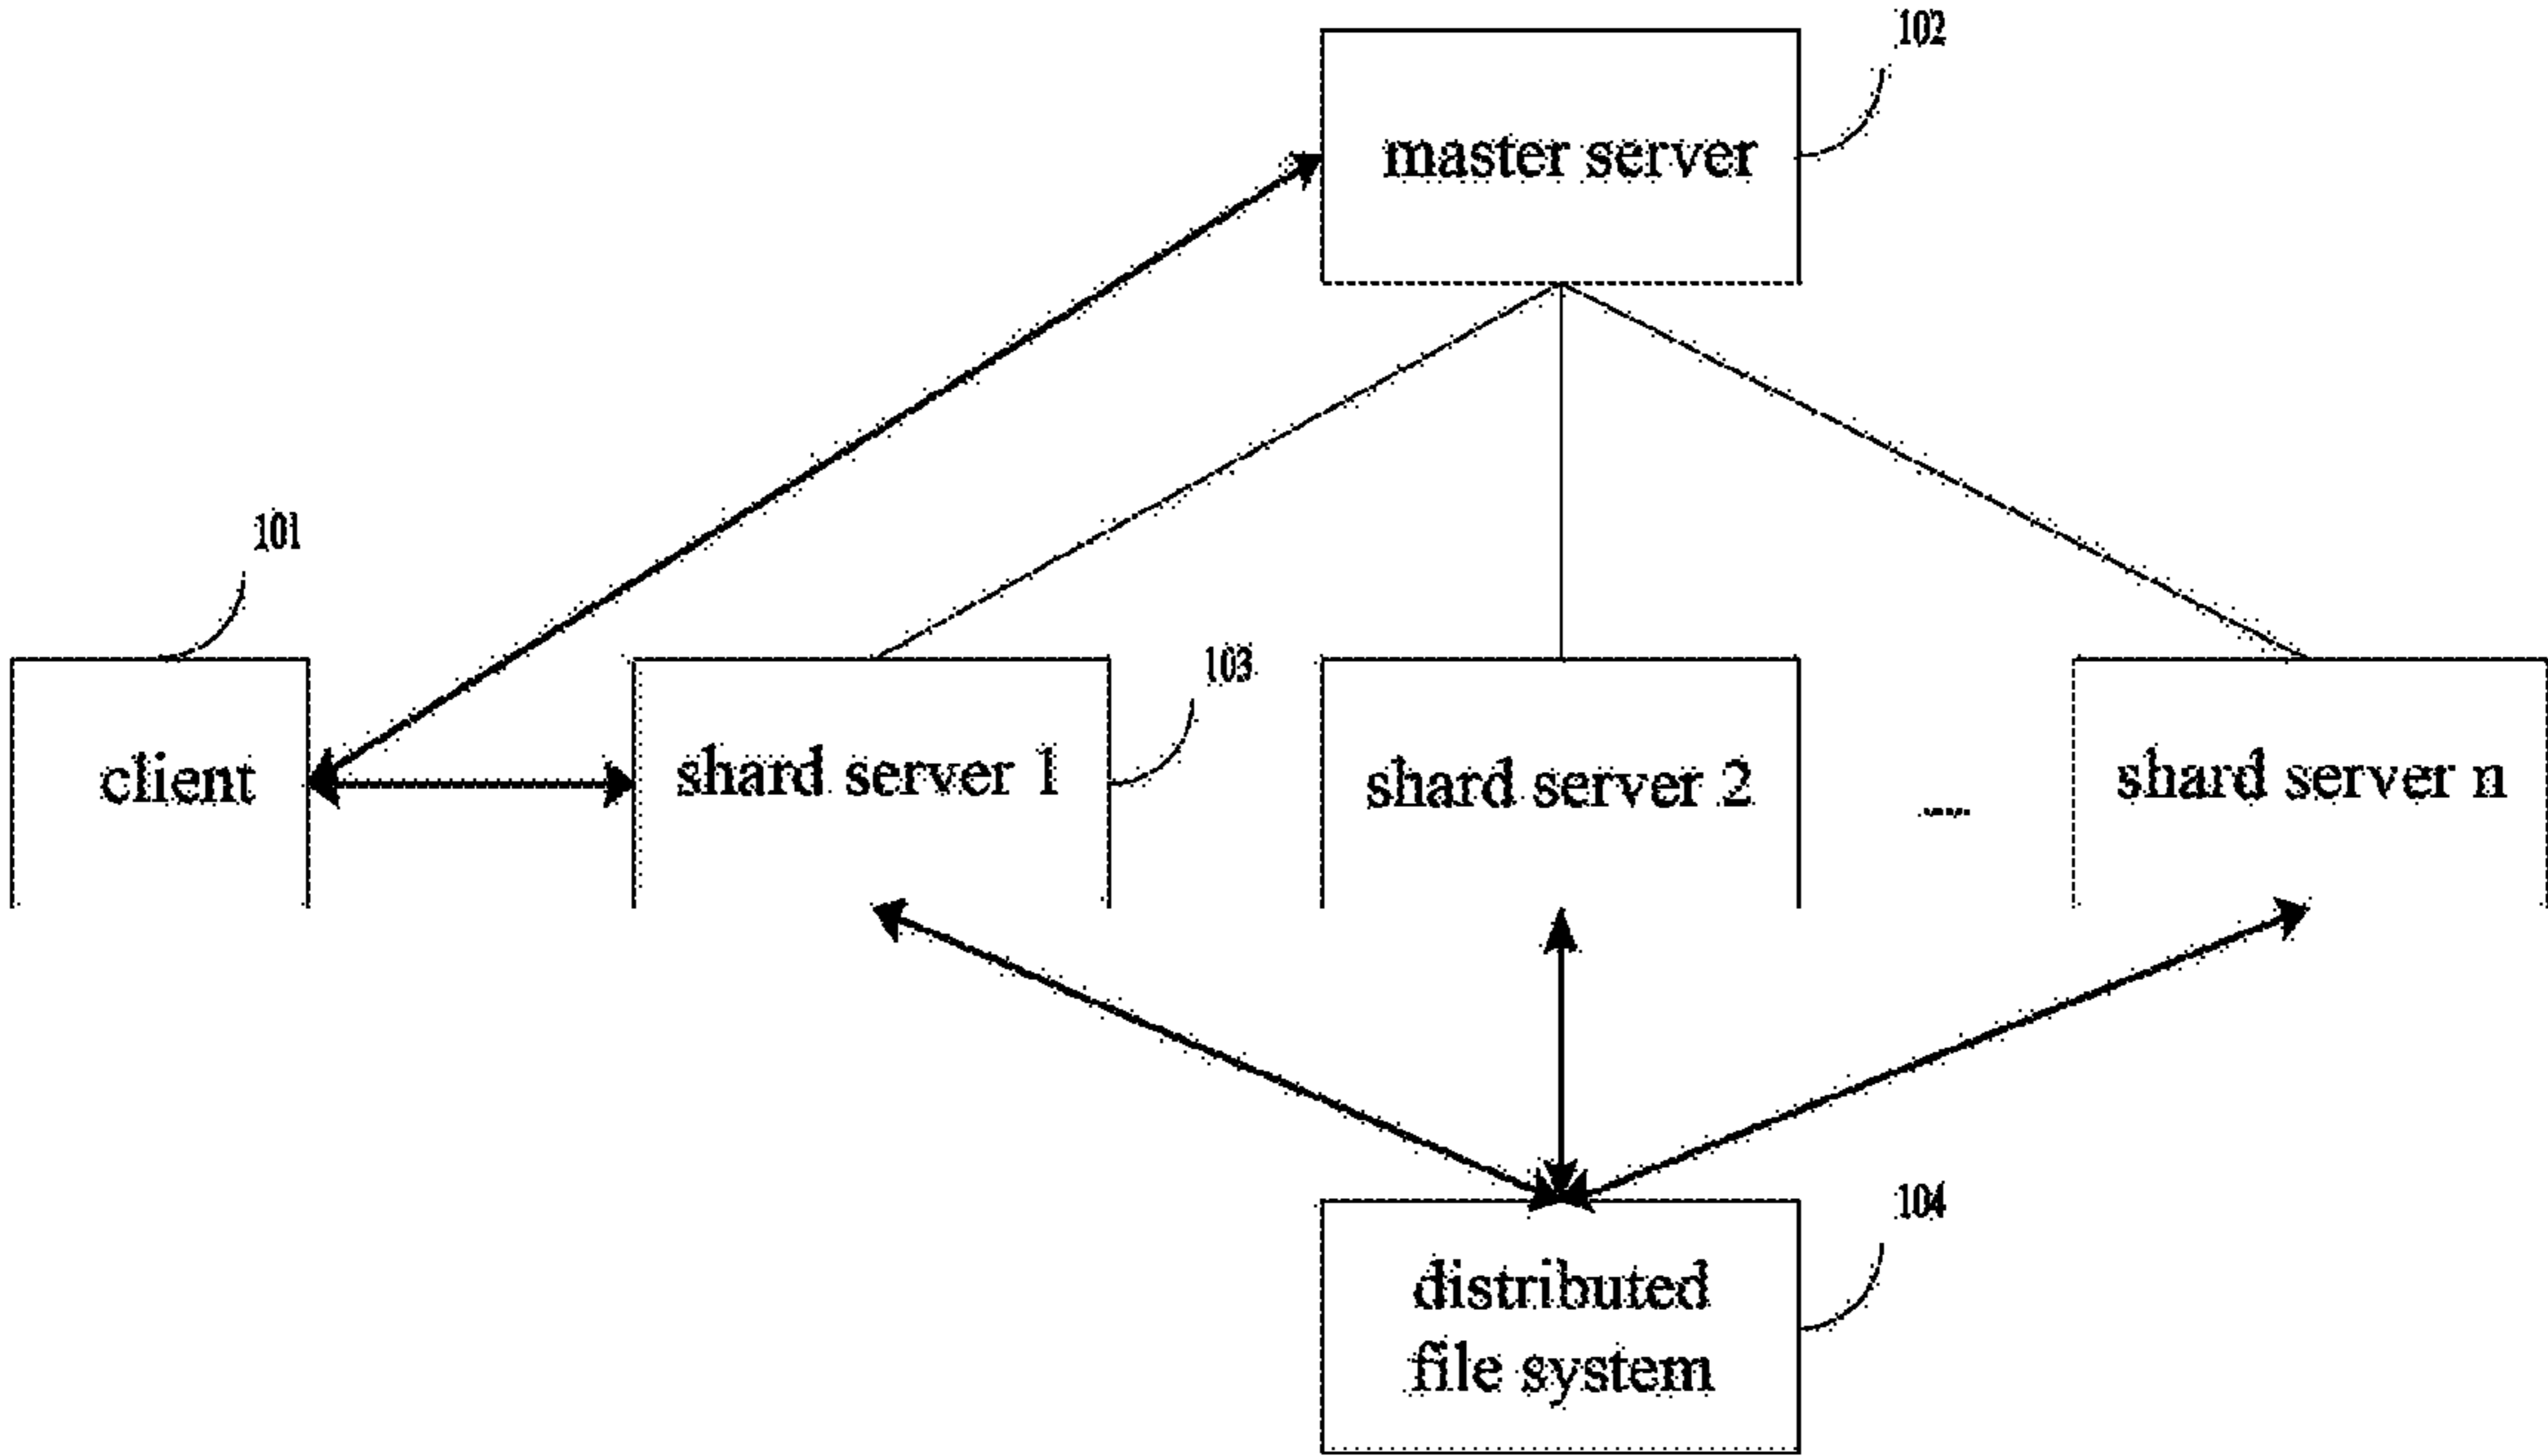 102
master server
101
103
client
shard server 1
shard server 2
.....
shard server n
104
distributed
file system